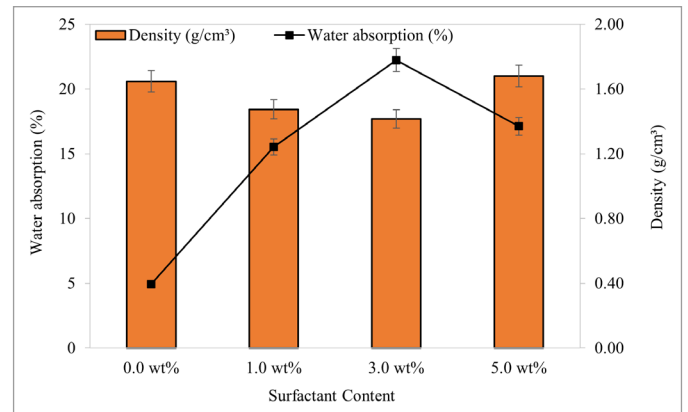 Density (g/cm³) Water absorption (%)
25
20
15
10
5
0
Water absorption (%)
2.00
1.60
1.20
0.80
0.40
0.00
Density (g/cm³)
0.0 wt% 1.0 wt% 3.0 wt% 5.0 wt%
Surfactant Content